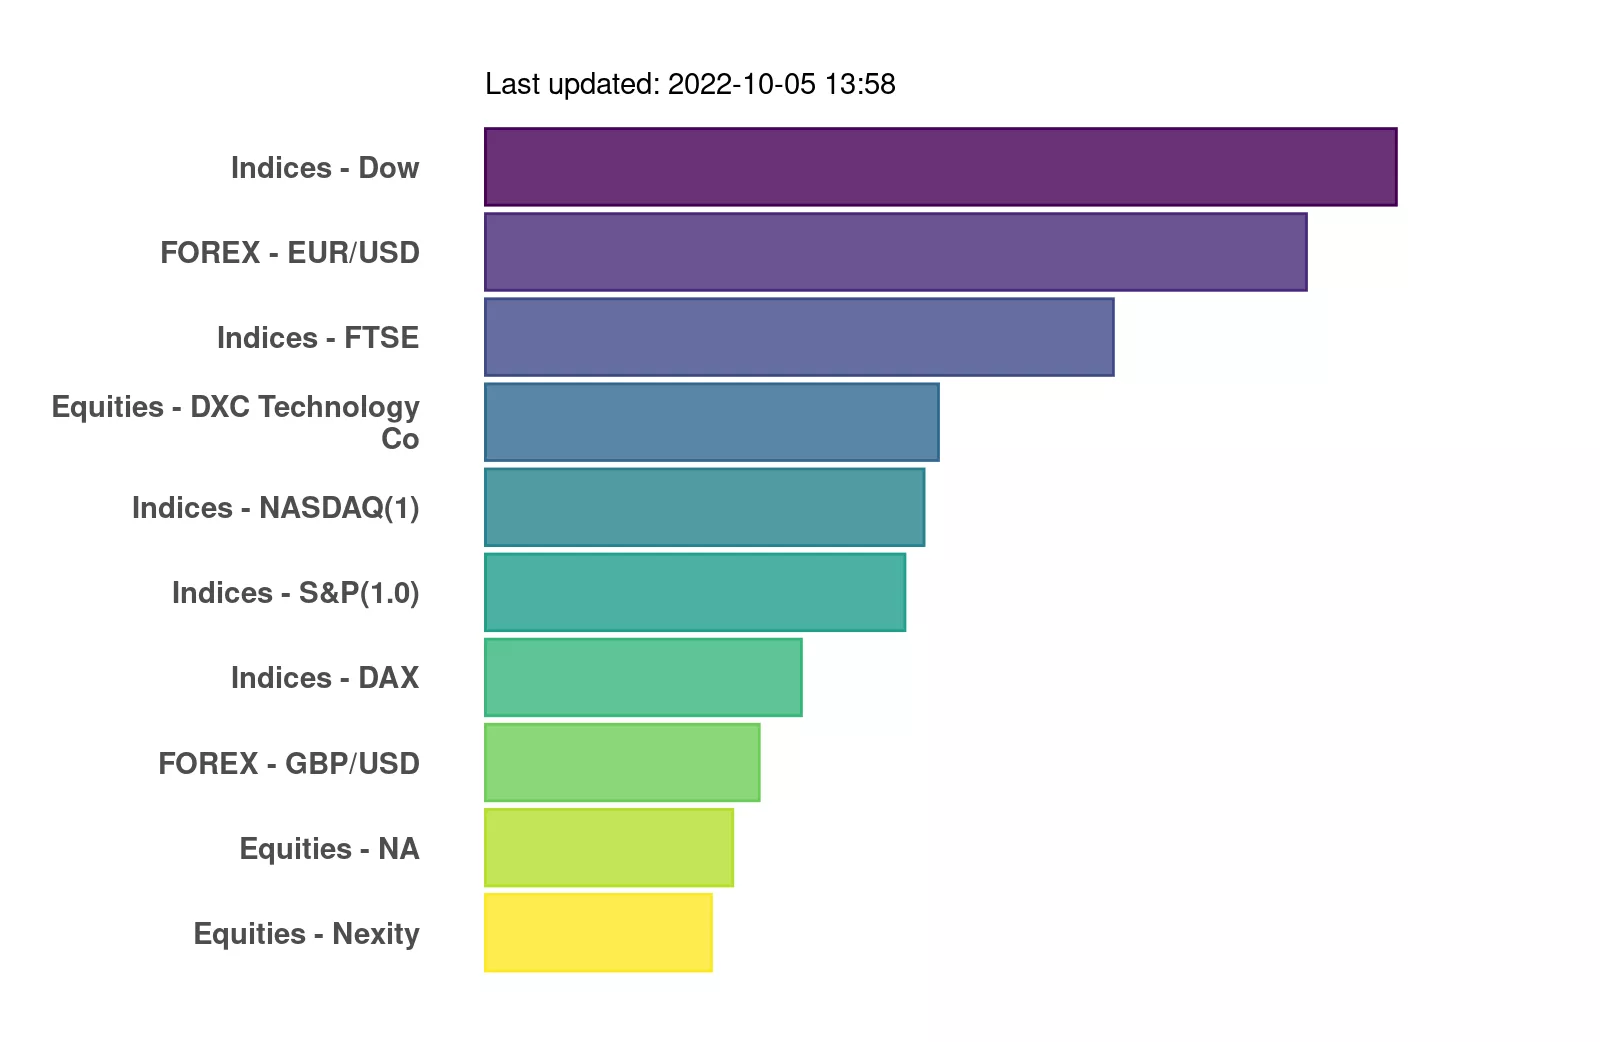 Last updated: 2022-10-05 13:58
Indices - Dow
FOREX - EUR/USD
Indices - FTSE
Equities - DXC Technology
Co
Indices - NASDAQ(1)
Indices - S&P(1.0)
Indices - DAX
FOREX - GBP/USD
Equities - NA
Equities - Nexity